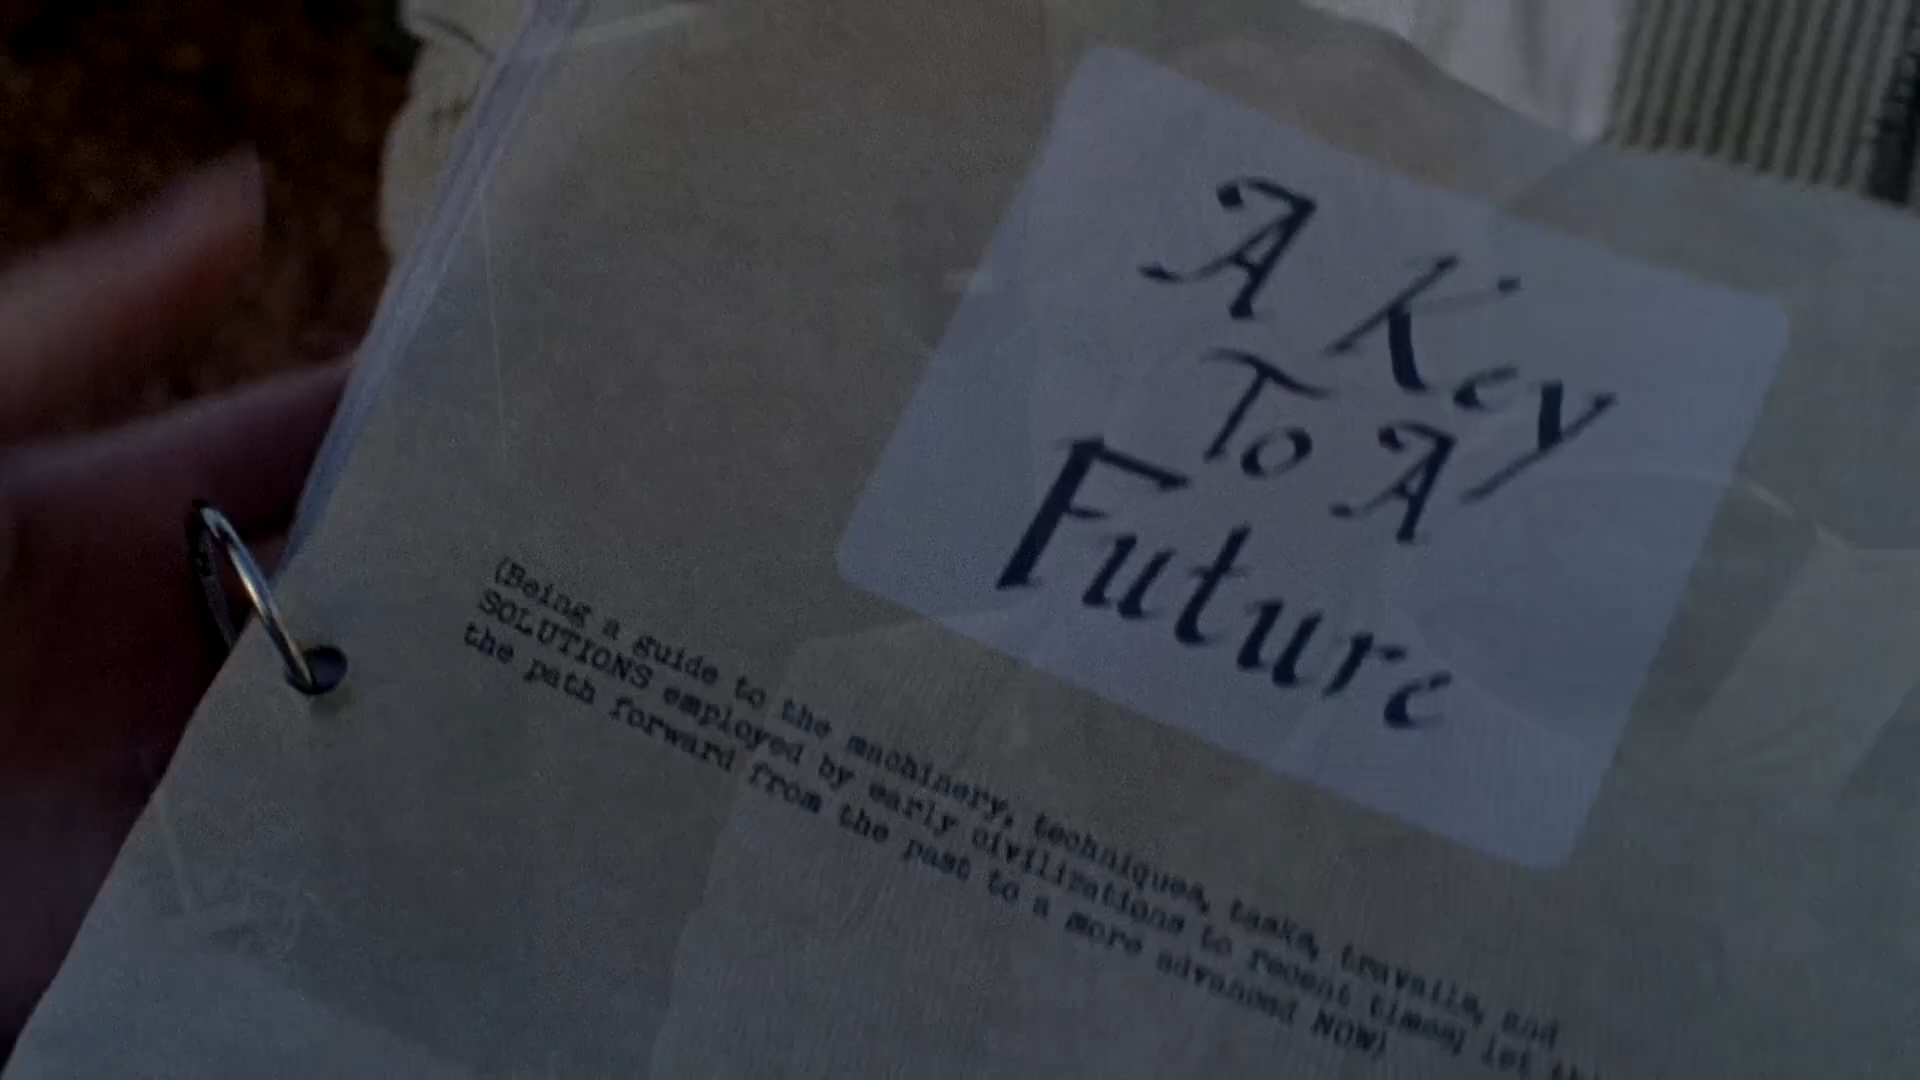 A Key
To A
Future
(Being a guide to the machinery, techniques, tasks, travails, and
SOLUTIONS employed by early civilizations to recent times; let
the path forward from the past to a more advanced NOW)